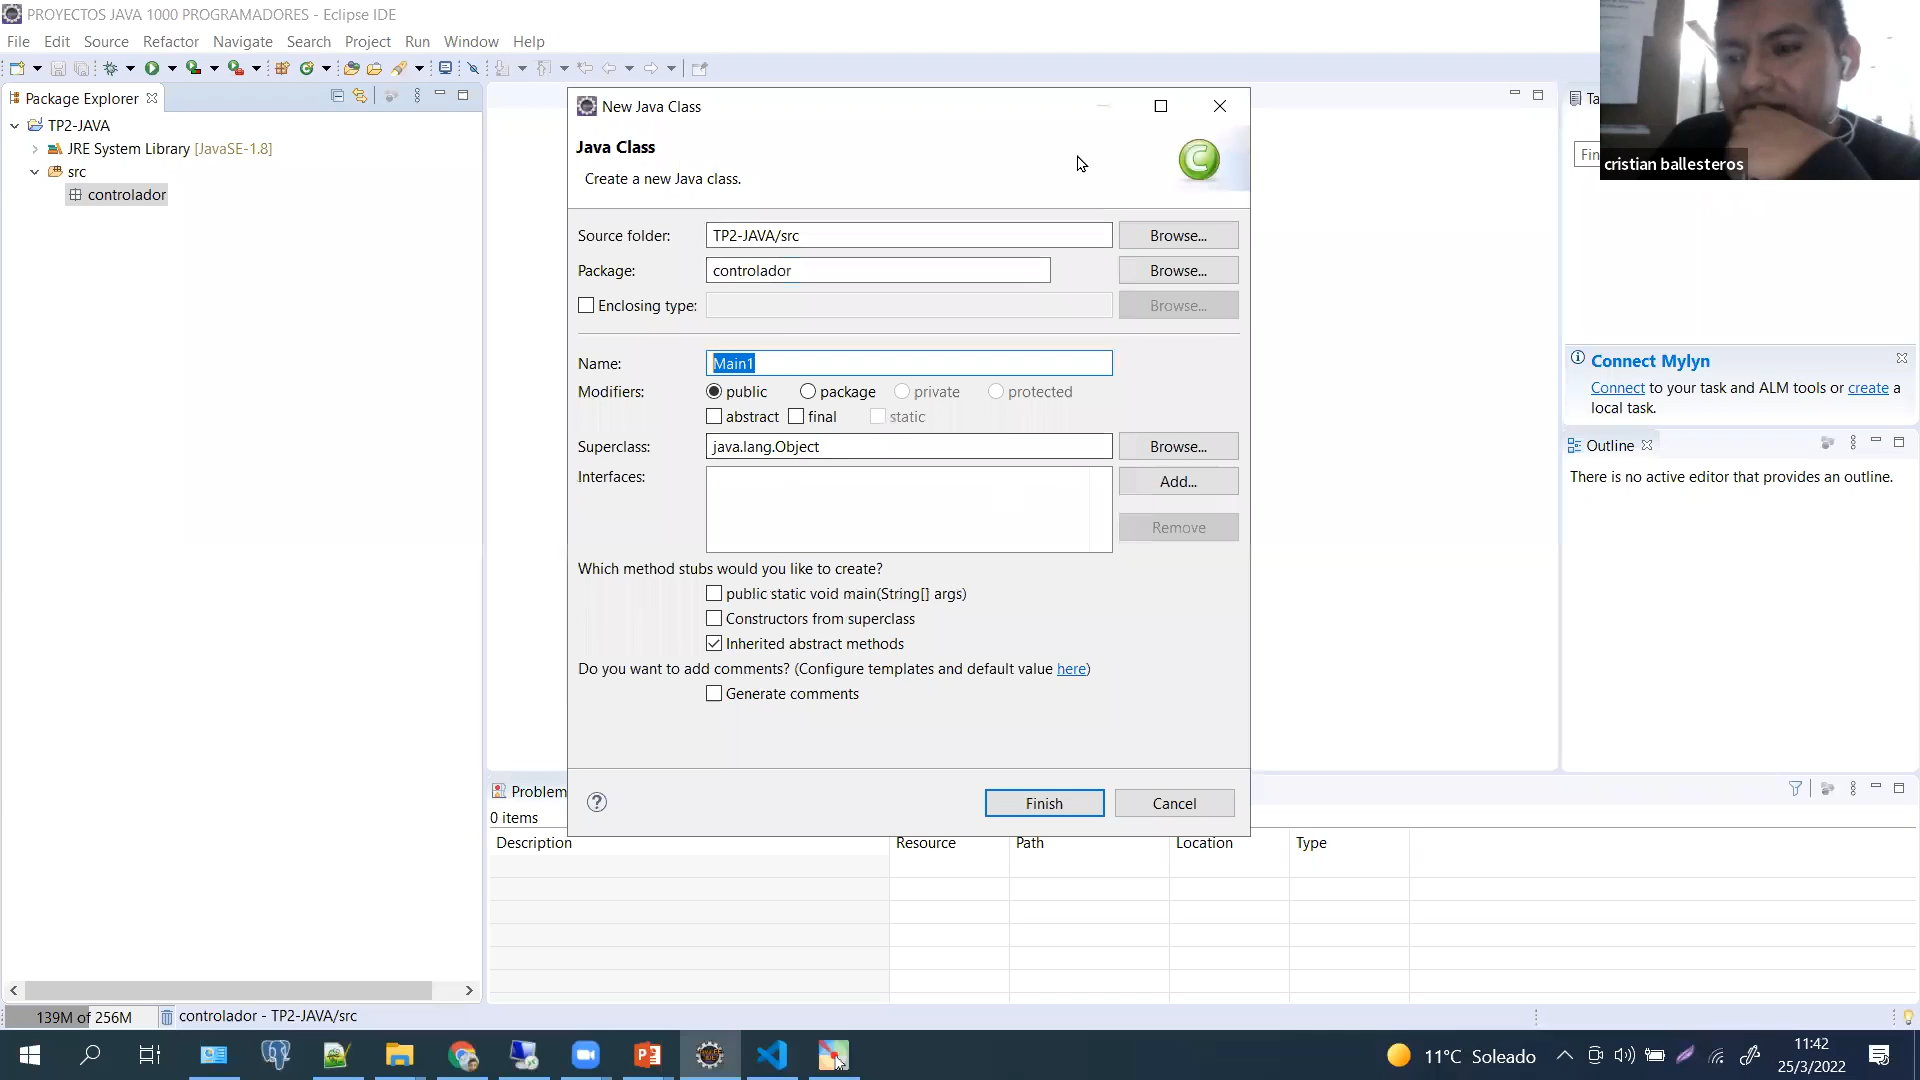 PROYECTOS JAVA 1000 PROGRAMADORES - Eclipse IDE
File Edit Source Refactor Navigate Search Project Run Window Help
Package Explorer
TP2-JAVA
JRE System Library [JavaSE-1.8]
src
controlador
New Java Class
Java Class
Create a new Java class.
Source folder: TP2-JAVA/src Browse...
Package: controlador Browse...
Enclosing type: Browse...
Name: Main1
Modifiers: public package private protected
abstract final static
Superclass: java.lang.Object Browse...
Interfaces: Add...
Remove
Which method stubs would you like to create?
public static void main(String[] args)
Constructors from superclass
Inherited abstract methods
Do you want to add comments? (Configure templates and default value here)
Generate comments
Finish Cancel
Ta
Fin
cristian ballesteros
Connect Mylyn
Connect to your task and ALM tools or create a
local task.
Outline
There is no active editor that provides an outline.
Problem
0 items
Description Resource Path Location Type
139M of 256M controlador - TP2-JAVA/src
11°C Soleado
11:42
25/3/2022